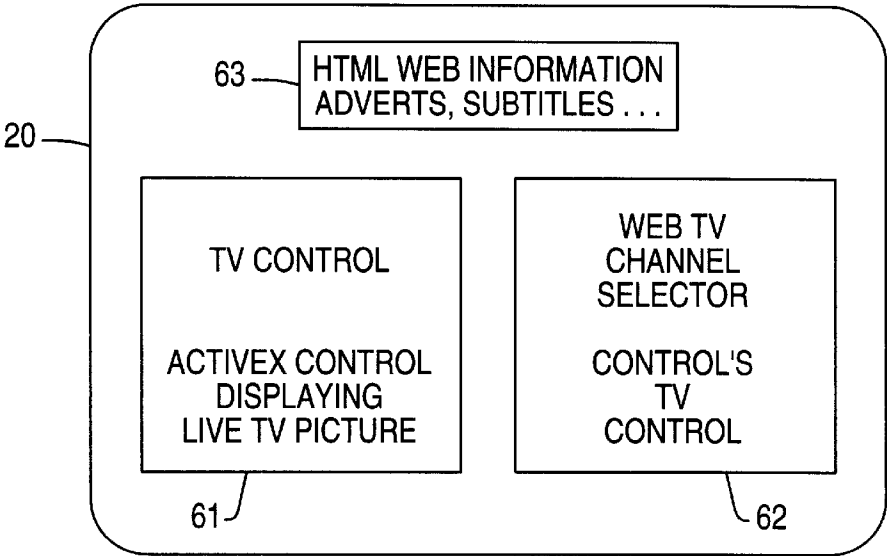 63
HTML WEB INFORMATION
ADVERTS, SUBTITLES . . .
20
TV CONTROL
ACTIVEX CONTROL
DISPLAYING
LIVE TV PICTURE
61
WEB TV
CHANNEL
SELECTOR
CONTROL'S
TV
CONTROL
62